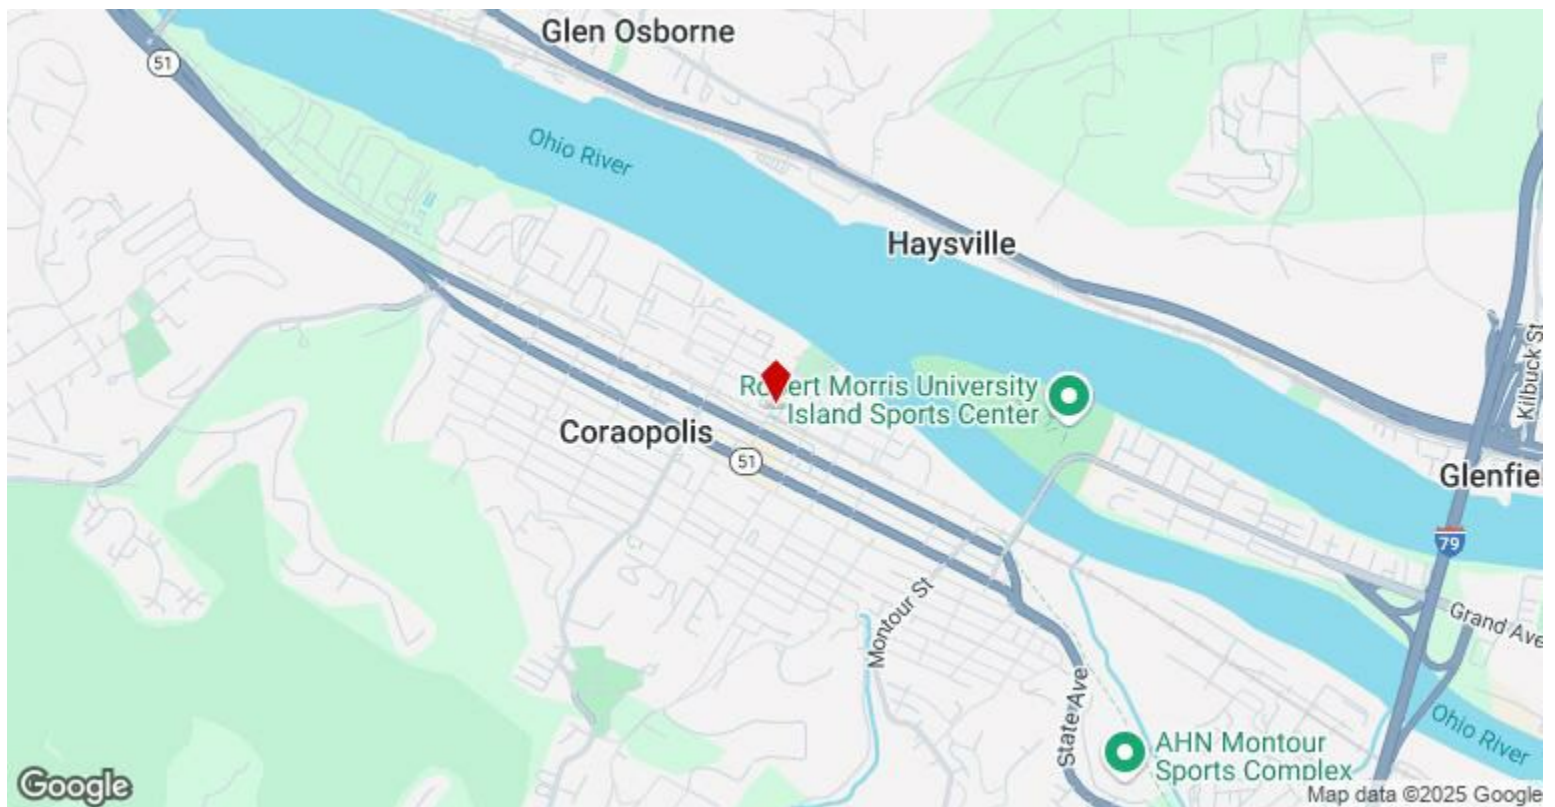 Glen Osborne
51
Ohio River
Haysville
Kilbuck St
Robert Morris University
Island Sports Center
Coraopolis
51
Glenfiel
79
Montour St
Grand Ave
State Ave
Ohio River
AHN Montour
Sports Complex
Google
Map data ©2025 Google